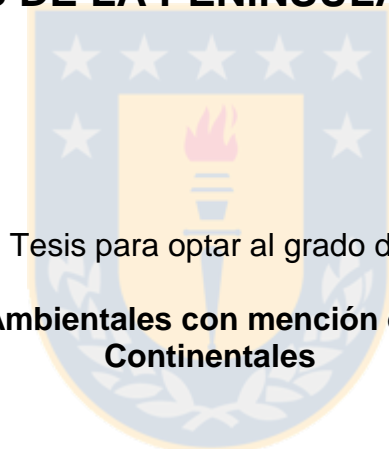 DE LA PENINSULA
Tesis para optar al grado d
Ambientales con mención
Continentales